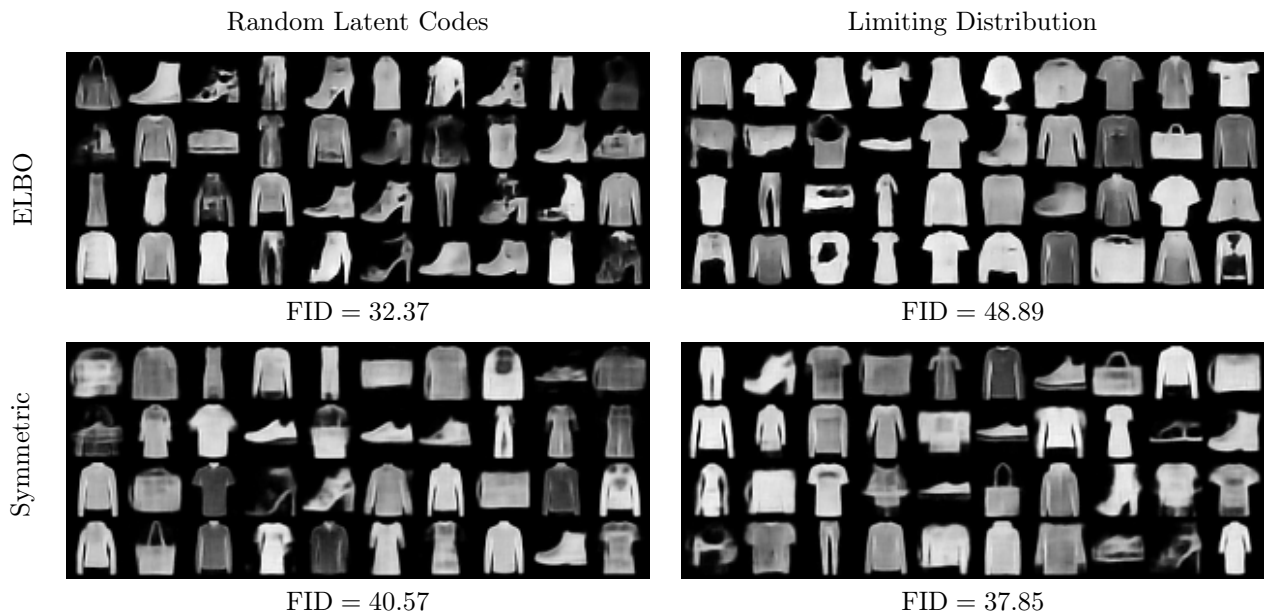 Random Latent Codes
Limiting Distribution
ELBO
FID = 32.37
FID = 48.89
Symmetric
FID = 40.57
FID = 37.85